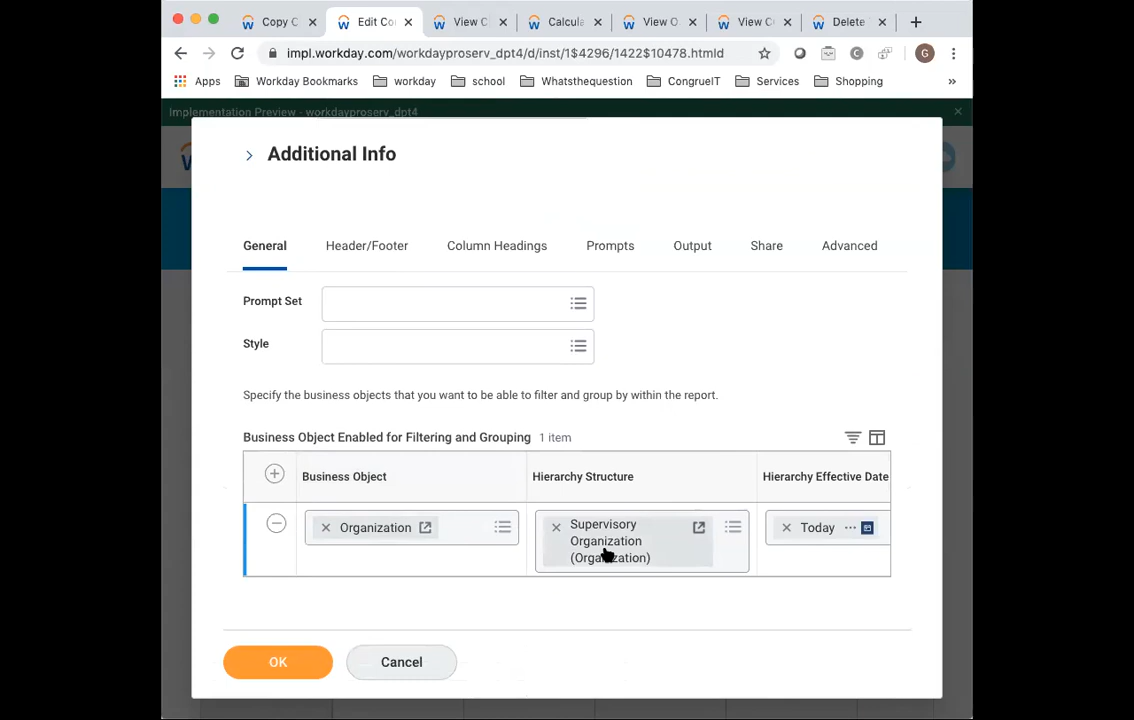 Copy C
Edit Co
View C
Calcula
View O
View Cu
Delete
impl.workday.com/workdayproserv_dpt4/d/inst/1$4296/1422$10478.htmld
C
G
Apps
Workday Bookmarks
workday
school
Whatsthequestion
CongrueIT
Services
Shopping
»
Implementation Preview - workdayproserv_dpt4
Additional Info
General
Header/Footer
Column Headings
Prompts
Output
Share
Advanced
Prompt Set
Style
Specify the business objects that you want to be able to filter and group by within the report.
Business Object Enabled for Filtering and Grouping 1 item
Business Object
Hierarchy Structure
Hierarchy Effective Date
Organization
Supervisory
Organization
(Organization)
Today
OK
Cancel